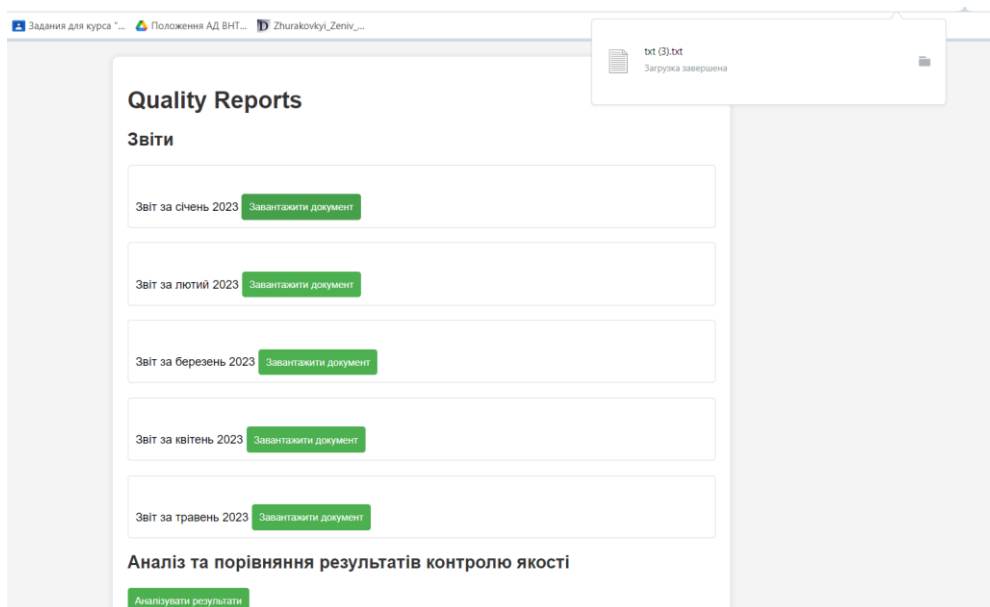 Задания для курса "... Положення АД ВНТ... Zhurakovkyi_Zeniv_...
txt (3).txt
Загрузка завершена
Quality Reports
Звіти
Звіт за січень 2023 Завантажити документ
Звіт за лютий 2023 Завантажити документ
Звіт за березень 2023 Завантажити документ
Звіт за квітень 2023 Завантажити документ
Звіт за травень 2023 Завантажити документ
Аналіз та порівняння результатів контролю якості
Аналізувати результати